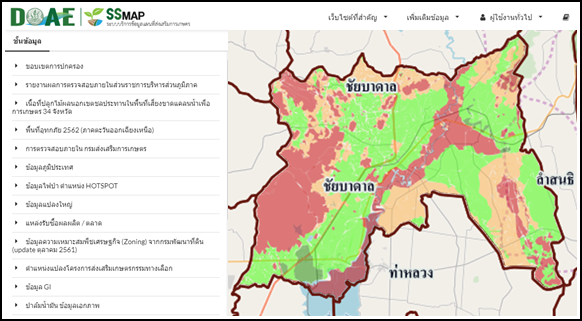 DOAE SSMAP
ระบบบริการข้อมูลแผนที่ส่งเสริมการเกษตร
เว็บไซต์ที่สำคัญ
เพิ่มเติมข้อมูล
ผู้ใช้งานทั่วไป
ชั้นข้อมูล
ขอบเขตการปกครอง
รายงานผลการตรวจสอบภายในส่วนราชการบริหารส่วนภูมิภาค
เนื้อที่ปลูกไม้ผลนอกเขตชลประทานในพื้นที่เสี่ยงขาดแคลนน้ำเพื่อ
การเกษตร 34 จังหวัด
พื้นที่อุทกภัย 2562 (ภาคตะวันออกเฉียงเหนือ)
การตรวจสอบภายใน กรมส่งเสริมการเกษตร
ข้อมูลภูมิประเทศ
ข้อมูลไฟป่า ตำแหน่ง HOTSPOT
ข้อมูลแปลงใหญ่
แหล่งรับซื้อผลผลิต / ตลาด
ข้อมูลความเหมาะสมพืชเศรษฐกิจ (Zoning) จากกรมพัฒนาที่ดิน
(update ตุลาคม 2561)
ตำแหน่งแปลงโครงการส่งเสริมเกษตรกรรมทางเลือก
ข้อมูล GI
ปาล์มน้ำมัน ข้อมูลเอกภาพ
ชัยบาดาล
ชัยบาดาล
ลำสนธิ
ท่าหลวง